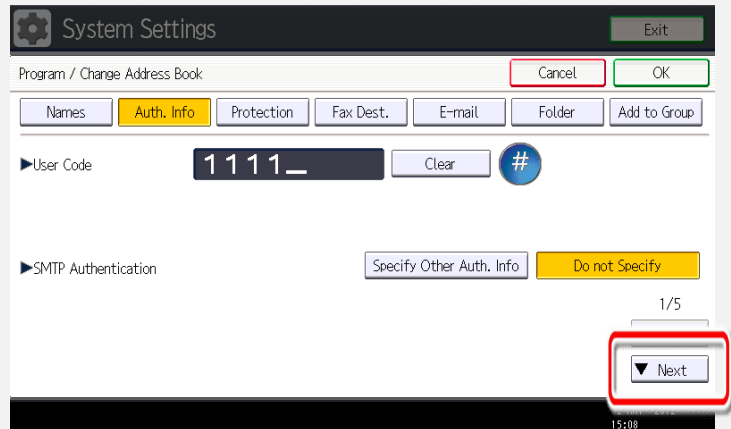 System Settings
Exit
Program / Change Address Book
Cancel
OK
Names
Auth. Info
Protection
Fax Dest.
E-mail
Folder
Add to Group
►User Code
1111_
Clear
#
►SMTP Authentication
Specify Other Auth. Info
Do not Specify
1/5
▼ Next
15:08